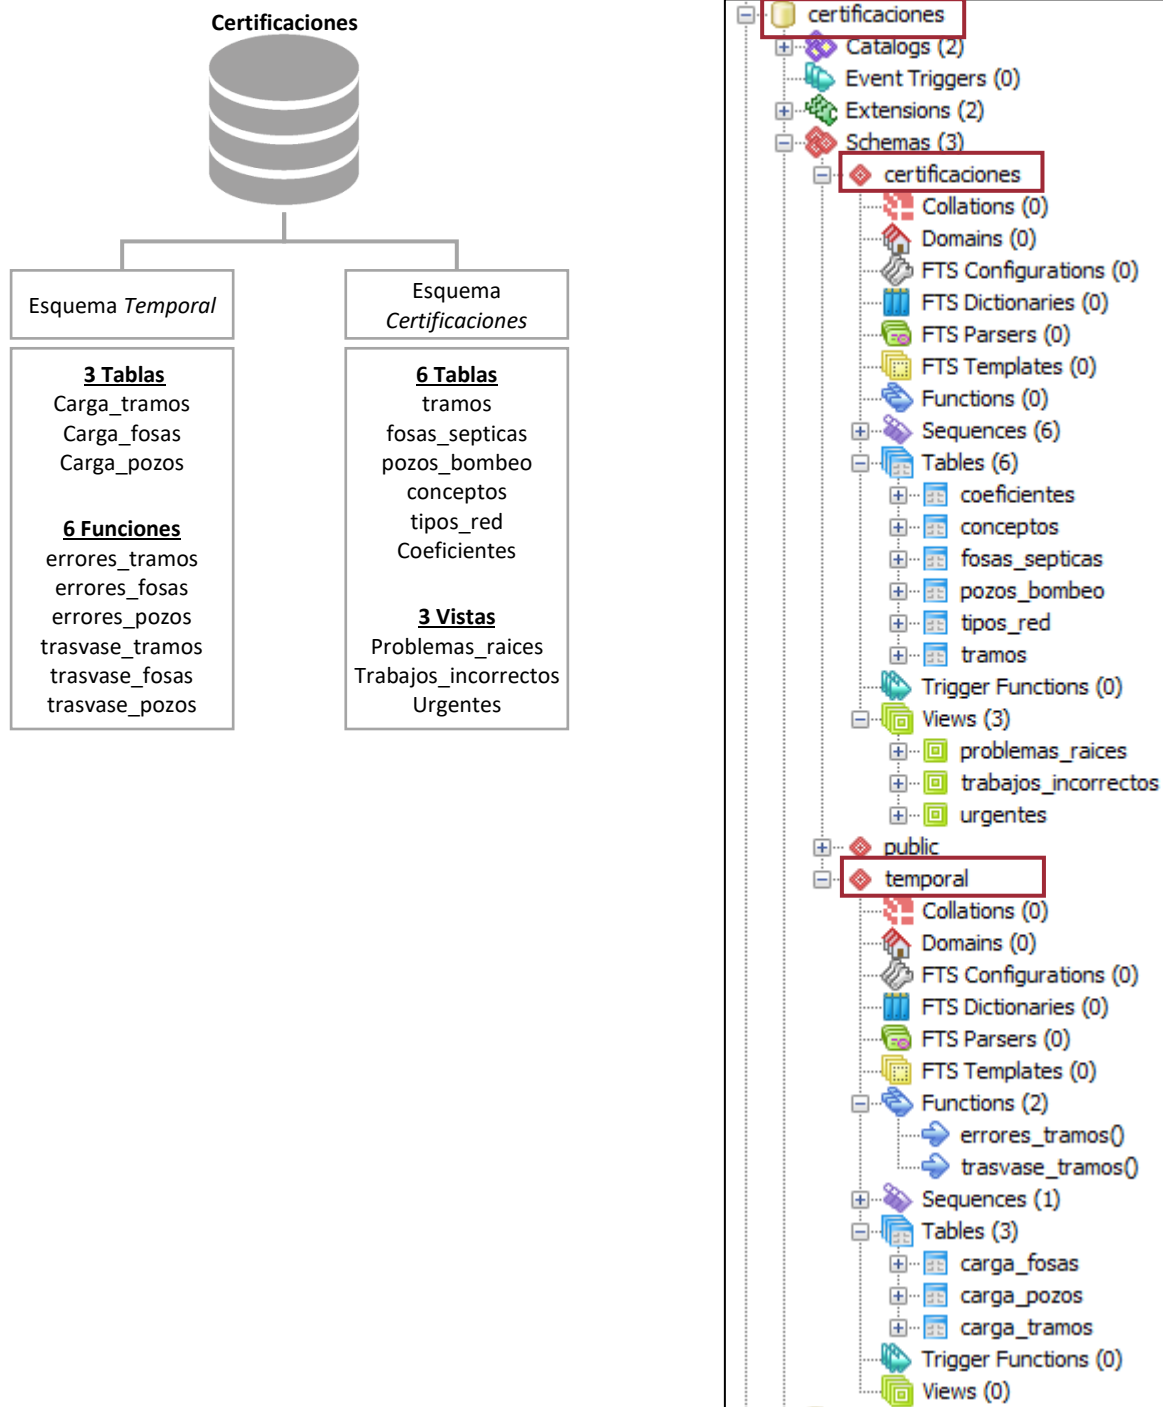 Certificaciones
Esquema Temporal
3 Tablas
Carga_tramos
Carga_fosas
Carga_pozos
6 Funciones
errores_tramos
errores_fosas
errores_pozos
trasvase_tramos
trasvase_fosas
trasvase_pozos
Esquema
Certificaciones
6 Tablas
tramos
fosas_septicas
pozos_bombeo
conceptos
tipos_red
Coeficientes
3 Vistas
Problemas_raices
Trabajos_incorrectos
Urgentes
certificaciones
Catalogs (2)
Event Triggers (0)
Extensions (2)
Schemas (3)
certificaciones
Collations (0)
Domains (0)
FTS Configurations (0)
FTS Dictionaries (0)
FTS Parsers (0)
FTS Templates (0)
Functions (0)
Sequences (6)
Tables (6)
coeficientes
conceptos
fosas_septicas
pozos_bombeo
tipos_red
tramos
Trigger Functions (0)
Views (3)
problemas_raices
trabajos_incorrectos
urgentes
public
temporal
Collations (0)
Domains (0)
FTS Configurations (0)
FTS Dictionaries (0)
FTS Parsers (0)
FTS Templates (0)
Functions (2)
errores_tramos()
trasvase_tramos()
Sequences (1)
Tables (3)
carga_fosas
carga_pozos
carga_tramos
Trigger Functions (0)
Views (0)